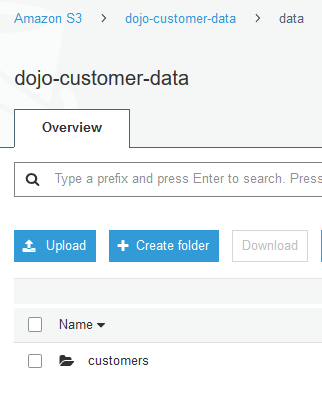 Amazon S3 > dojo-customer-data > data
dojo-customer-data
Overview
Type a prefix and press Enter to search. Press
Upload + Create folder Download
Name
customers